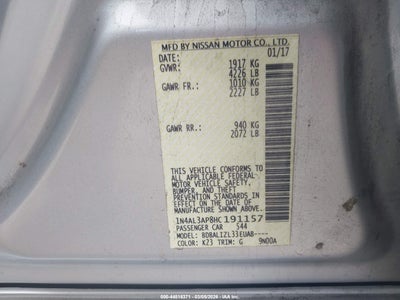 MFD BY NISSAN MOTOR CO., LTD.
DATE: 01/17
GVWR: 1917 KG
4226 LB
GAWR FR.: 1010 KG
2227 LB
GAWR RR.: 940 KG
2072 LB
THIS VEHICLE CONFORMS TO
ALL APPLICABLE FEDERAL
MOTOR VEHICLE SAFETY,
BUMPER, AND THEFT
PREVENTION STANDARDS
IN EFFECT ON THE DATE OF
MANUFACTURE SHOWN ABOVE.
1N4AL3AP8HC191157
PASSENGER CAR 544
MODEL: BDBALIZL33EUA8----
COLOR: K23 TRIM: G 9N00A